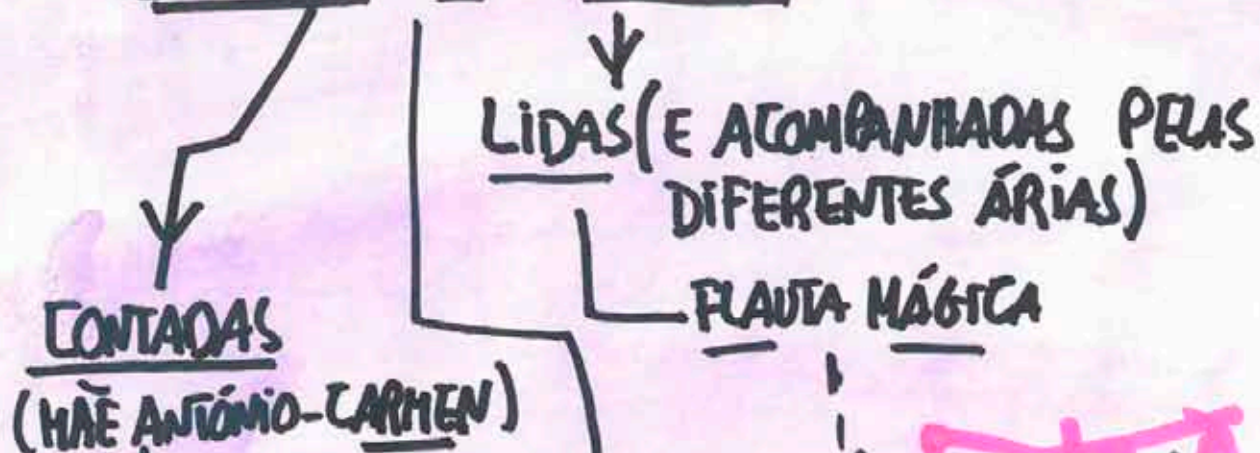 LIDAS (E ACOMPANHADAS PELAS
DIFERENTES ÁRIAS)
FLAUTA MÁGICA
CONTADAS
(MÃE ANTÓNIO-CARMEN)